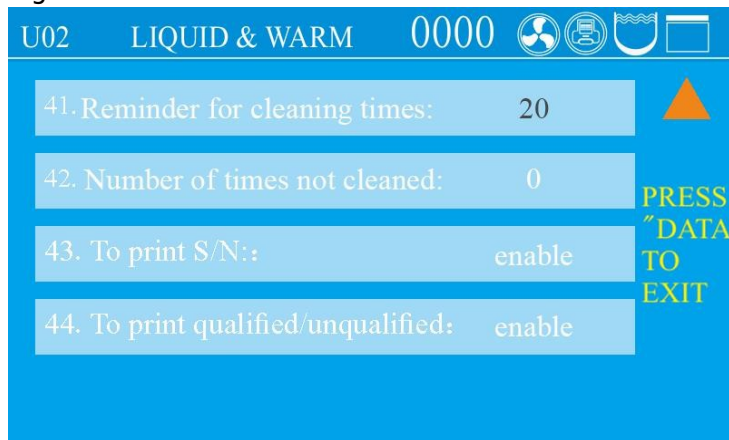 U02 LIQUID & WARM 0000
41. Reminder for cleaning times: 20
42. Number of times not cleaned: 0
43. To print S/N:： enable
44. To print qualified/unqualified： enable
PRESS
"DATA
TO
EXIT